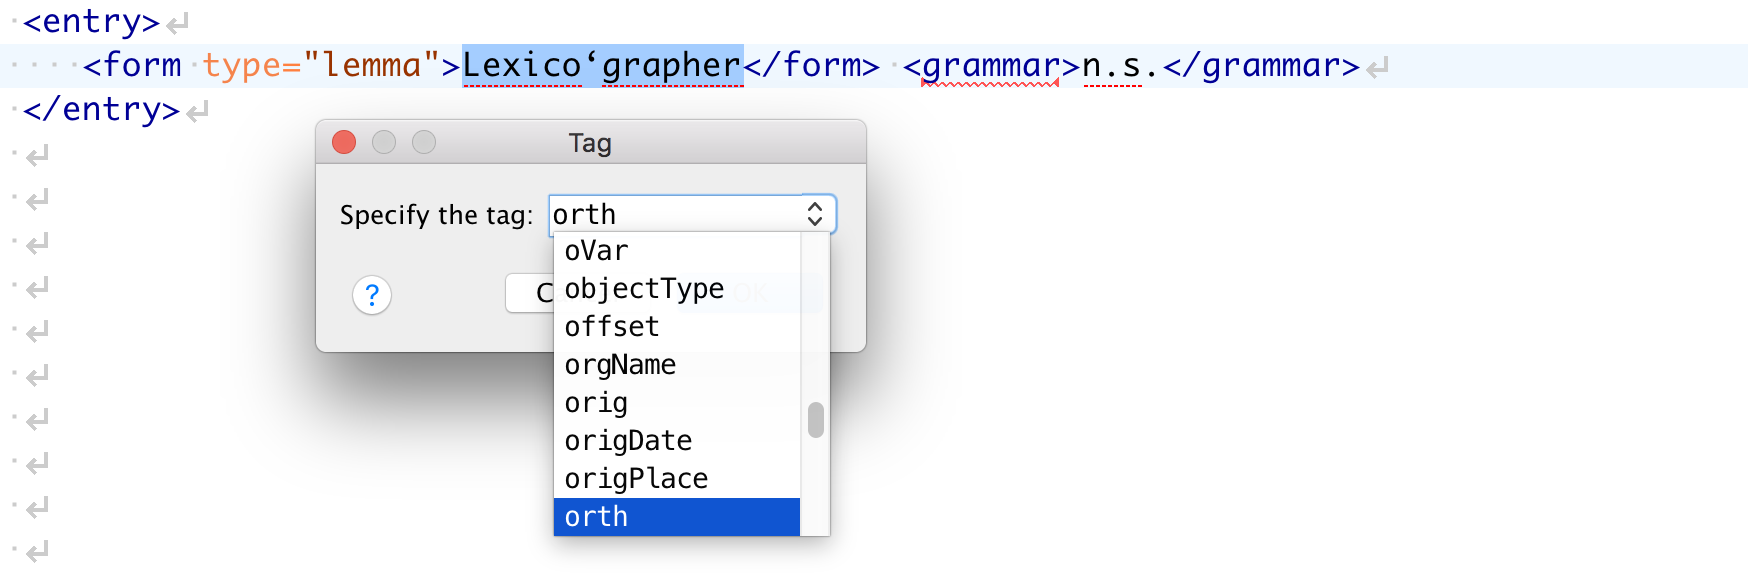 <entry>
<form type="lemma">Lexico‘grapher</form> <grammar>n.s.</grammar>
</entry>
Tag
Specify the tag: orth
oVar
?
objectType
offset
orgName
orig
origDate
origPlace
orth